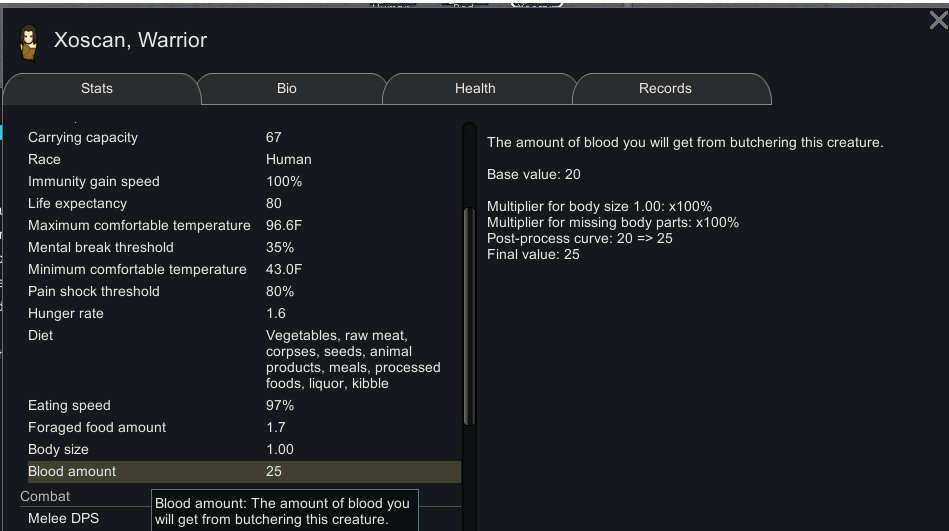 Xoscan, Warrior
Stats
Bio
Health
Records
Carrying capacity 67
Race Human
Immunity gain speed 100%
Life expectancy 80
Maximum comfortable temperature 96.6F
Mental break threshold 35%
Minimum comfortable temperature 43.0F
Pain shock threshold 80%
Hunger rate 1.6
Diet Vegetables, raw meat,
corpses, seeds, animal
products, meals, processed
foods, liquor, kibble
Eating speed 97%
Foraged food amount 1.7
Body size 1.00
Blood amount 25
Combat
Melee DPS
Blood amount: The amount of blood you
will get from butchering this creature.
The amount of blood you will get from butchering this creature.
Base value: 20
Multiplier for body size 1.00: x100%
Multiplier for missing body parts: x100%
Post-process curve: 20 => 25
Final value: 25